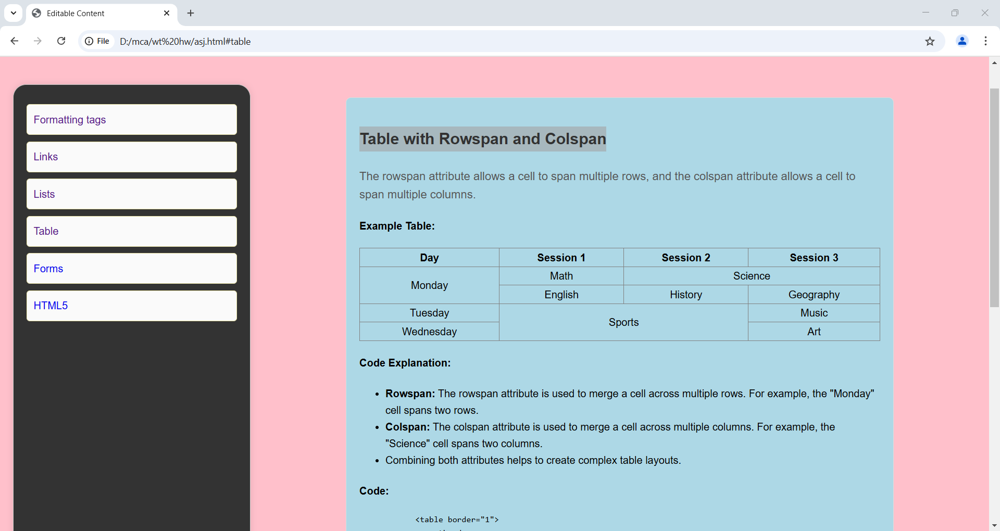 Editable Content
File D:/mca/wt%20hw/asj.html#table
Formatting tags
Links
Lists
Table
Forms
HTML5
Table with Rowspan and Colspan
The rowspan attribute allows a cell to span multiple rows, and the colspan attribute allows a cell to
span multiple columns.
Example Table:
Day Session 1 Session 2 Session 3
Monday Math Science
English History Geography
Tuesday Sports Music
Wednesday Art
Code Explanation:
• Rowspan: The rowspan attribute is used to merge a cell across multiple rows. For example, the "Monday"
cell spans two rows.
• Colspan: The colspan attribute is used to merge a cell across multiple columns. For example, the
"Science" cell spans two columns.
• Combining both attributes helps to create complex table layouts.
Code:
<table border="1">